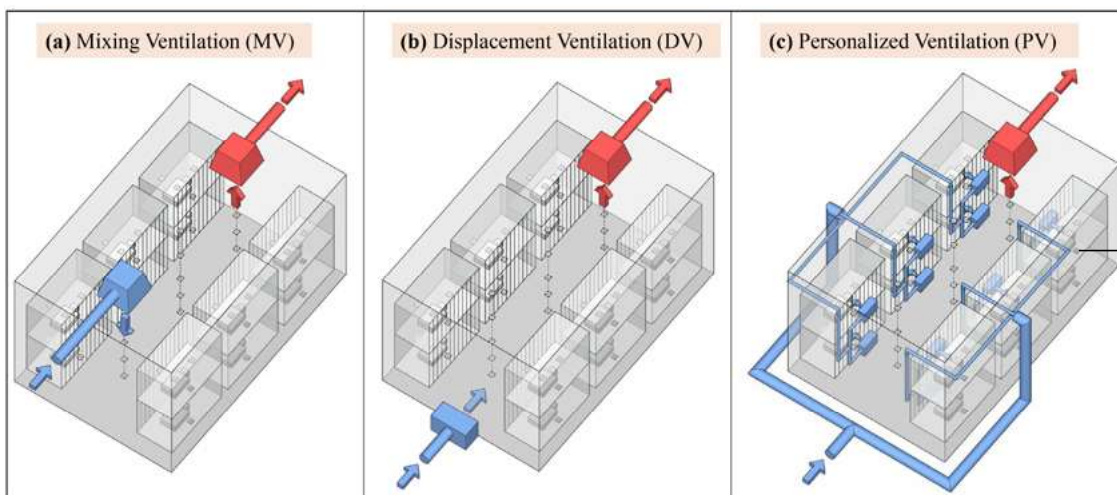 (a) Mixing Ventilation (MV)
(b) Displacement Ventilation (DV)
(c) Personalized Ventilation (PV)